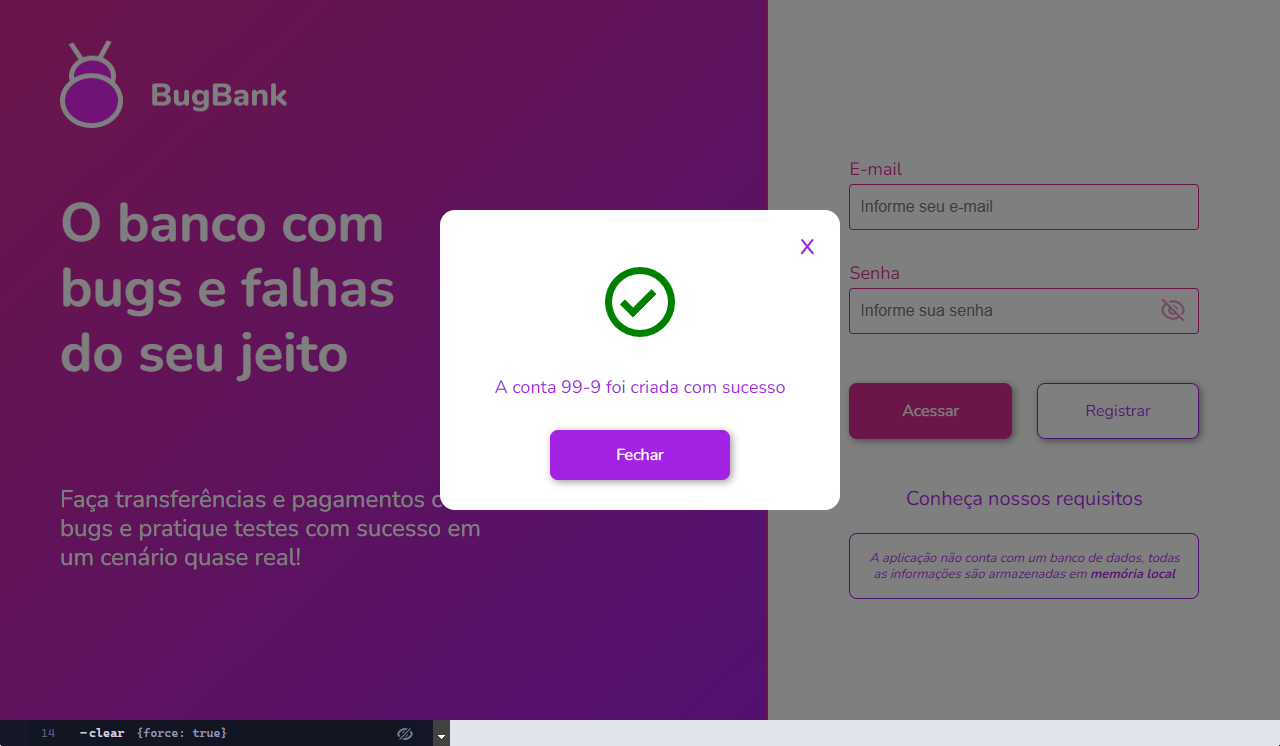 BugBank
O banco com
bugs e falhas
do seu jeito
Faça transferências e pagamentos
bugs e pratique testes com sucesso em
um cenário quase real!
X
A conta 99-9 foi criada com sucesso
Fechar
E-mail
Informe seu e-mail
Senha
Informe sua senha
Acessar
Registrar
Conheça nossos requisitos
A aplicação não conta com um banco de dados, todas
as informações são armazenadas em memória local
14 -clear {force: true}